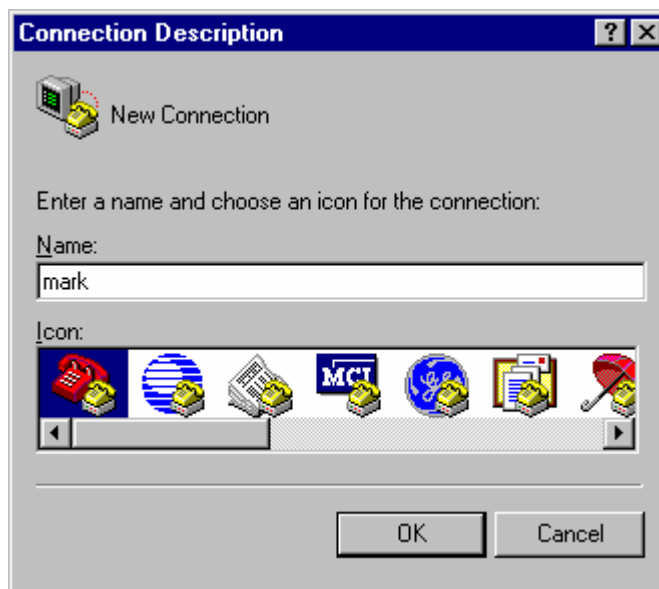 Connection Description
New Connection
Enter a name and choose an icon for the connection:
Name:
mark
Icon:
MCI
OK Cancel